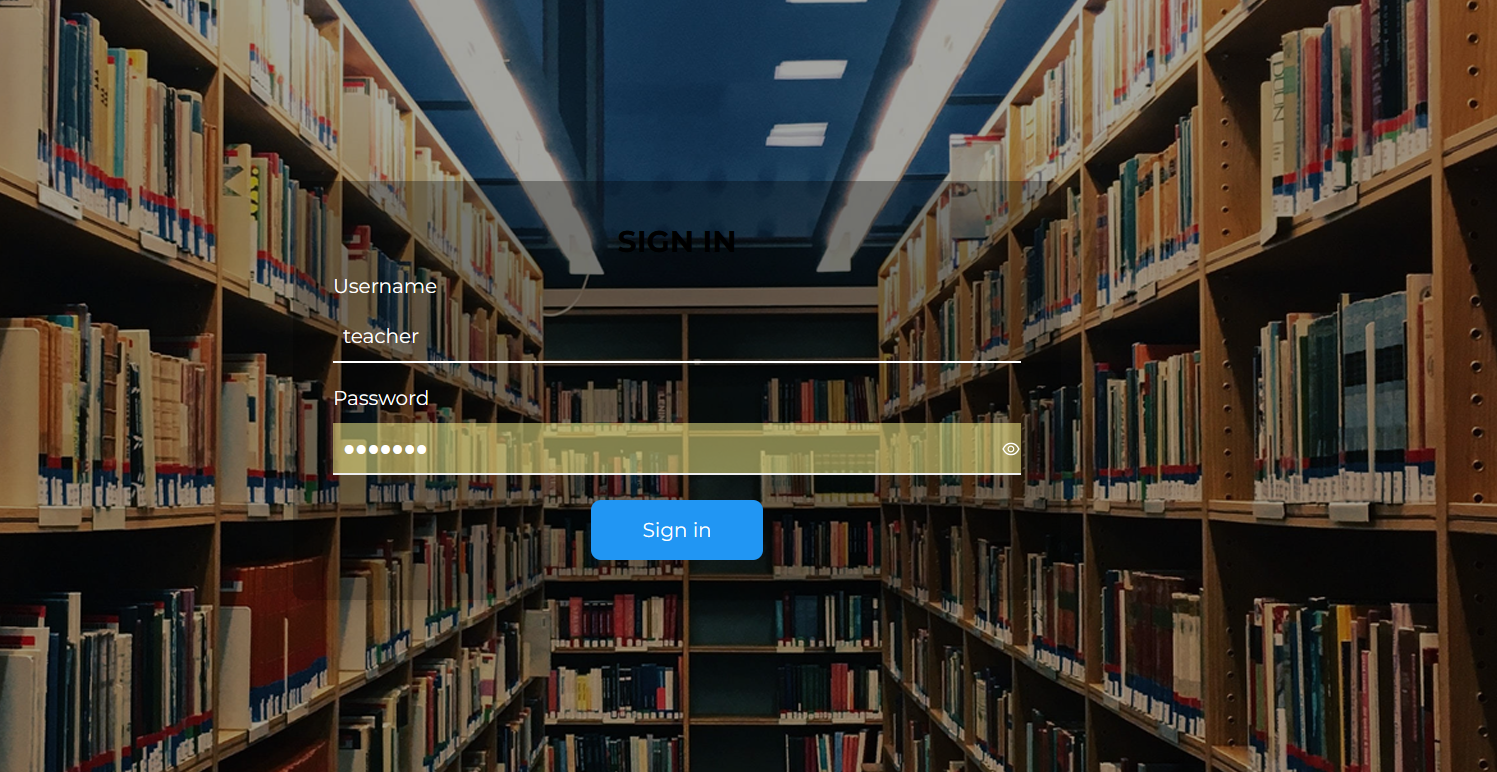 SIGN IN
Username
teacher
Password
•••••••
Sign in